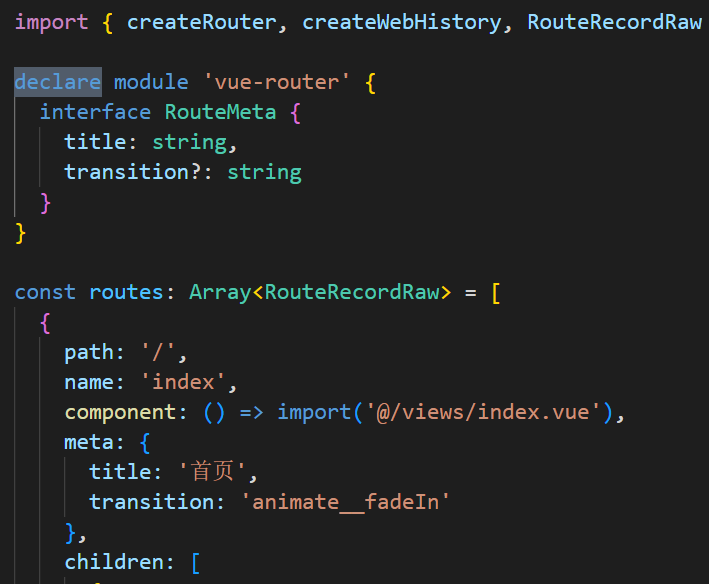 import { createRouter, createWebHistory, RouteRecordRaw
declare module 'vue-router' {
interface RouteMeta {
title: string,
transition?: string
}
}
const routes: Array<RouteRecordRaw> = [
{
path: '/',
name: 'index',
component: () => import('@/views/index.vue'),
meta: {
title: '首页',
transition: 'animate__fadeIn'
},
children: [